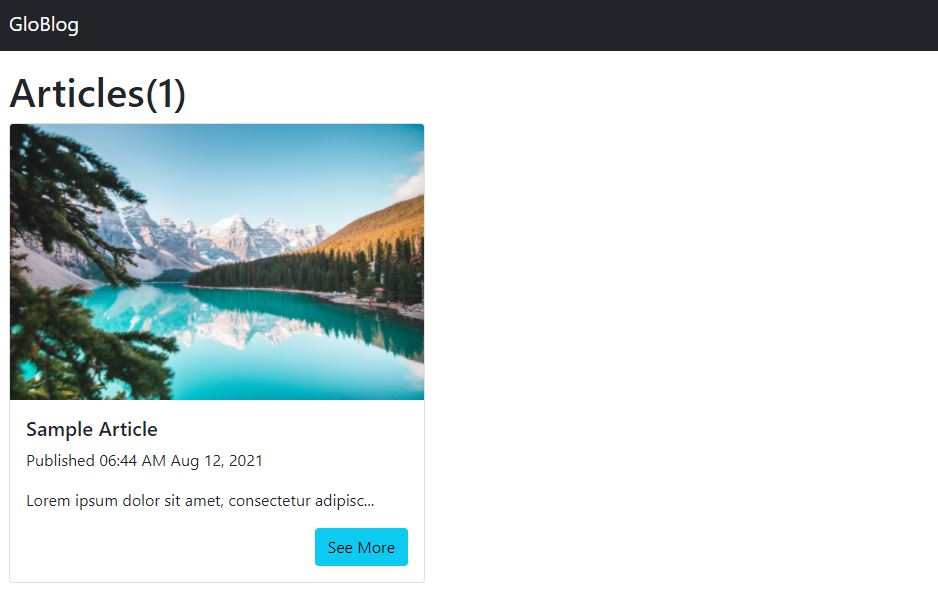 GloBlog
Articles(1)
Sample Article
Published 06:44 AM Aug 12, 2021
Lorem ipsum dolor sit amet, consectetur adipisc...
See More